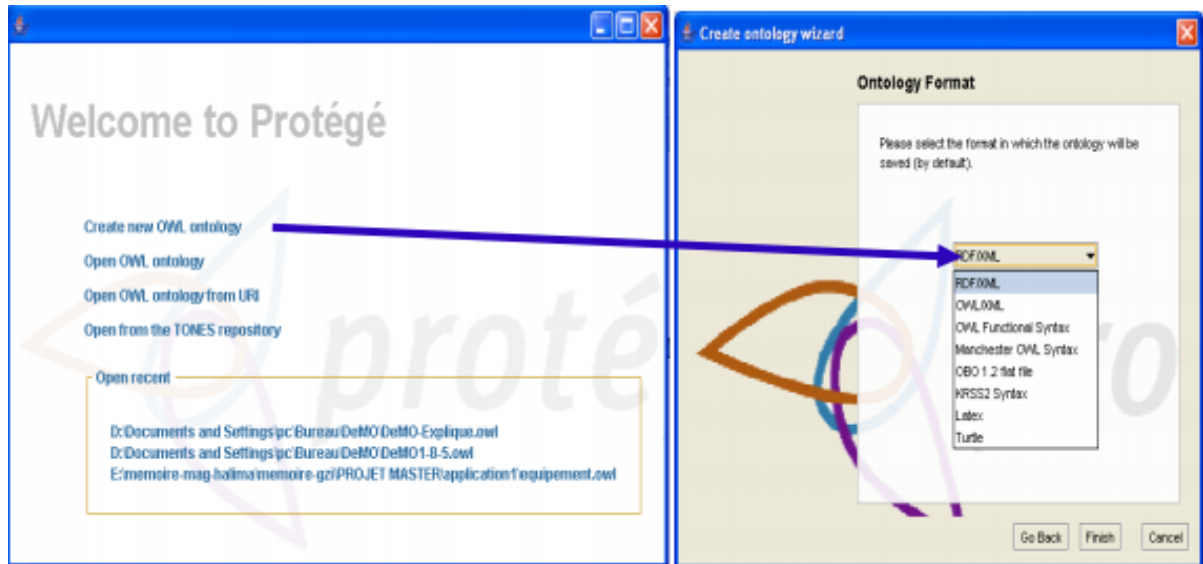 Welcome to Protégé
Create new OWL ontology
Open OWL ontology
Open OWL ontology from URI
Open from the TONES repository
Open recent
D:\Documents and Settings\pc\Bureau\DeMO\DeMO-Explique.owl
D:\Documents and Settings\pc\Bureau\DeMO\DeMO1-8-5.owl
E:\memoire-mag-halima\memoire-gzi\PROJET MASTER\application1\equipement.owl
proté
Create ontology wizard
Ontology Format
Please select the format in which the ontology will be
saved (by default).
RDF/XML
RDF/XML
OWL/XML
OWL Functional Syntax
Manchester OWL Syntax
OBO 1.2 flat file
KRSS2 Syntax
Latex
Turtle
ro
Go Back
Finish
Cancel